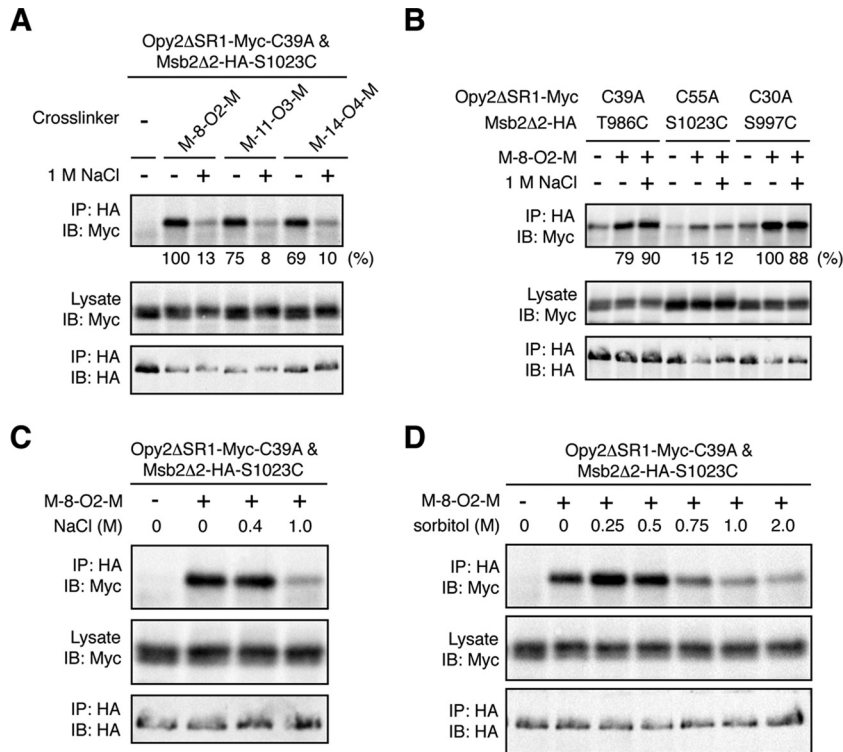 A
Opy2ΔSR1-Myc-C39A &
Msb2Δ2-HA-S1023C
Crosslinker - M-8-O2-M M-11-O3-M M-14-O4-M
1 M NaCl - + - + - +
IP: HA
IB: Myc
100 13 75 8 69 10 (%)
Lysate
IB: Myc
IP: HA
IB: HA
B
Opy2ΔSR1-Myc C39A C55A C30A
Msb2Δ2-HA T986C S1023C S997C
M-8-O2-M - + + - + + - + +
1 M NaCl - - + - - + - - +
IP: HA
IB: Myc
79 90 15 12 100 88 (%)
Lysate
IB: Myc
IP: HA
IB: HA
C
Opy2ΔSR1-Myc-C39A &
Msb2Δ2-HA-S1023C
M-8-O2-M - + + +
NaCl (M) 0 0 0.4 1.0
IP: HA
IB: Myc
Lysate
IB: Myc
IP: HA
IB: HA
D
Opy2ΔSR1-Myc-C39A &
Msb2Δ2-HA-S1023C
M-8-O2-M - + + + + + +
sorbitol (M) 0 0 0.25 0.5 0.75 1.0 2.0
IP: HA
IB: Myc
Lysate
IB: Myc
IP: HA
IB: HA